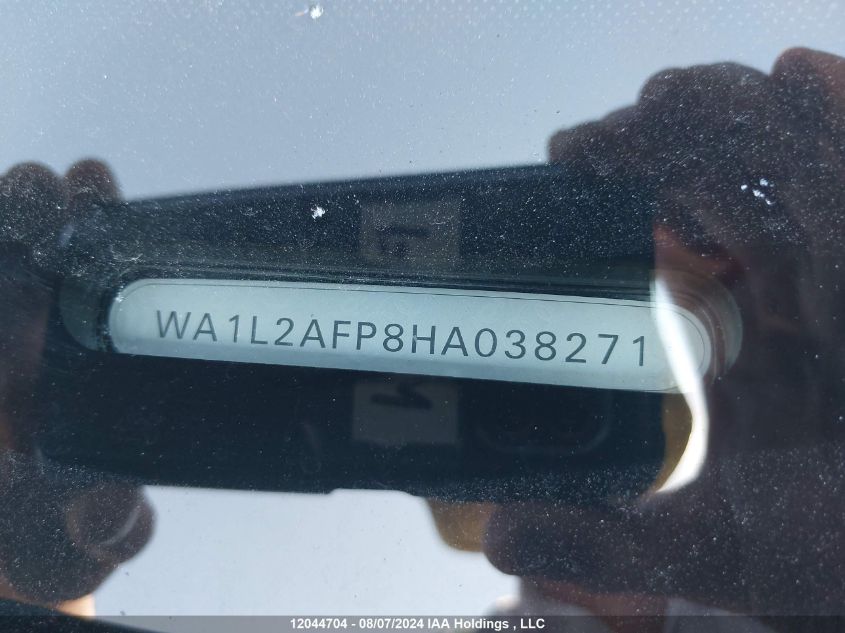 WA1L2AFP8HA038271
12044704 - 08/07/2024 IAA Holdings , LLC